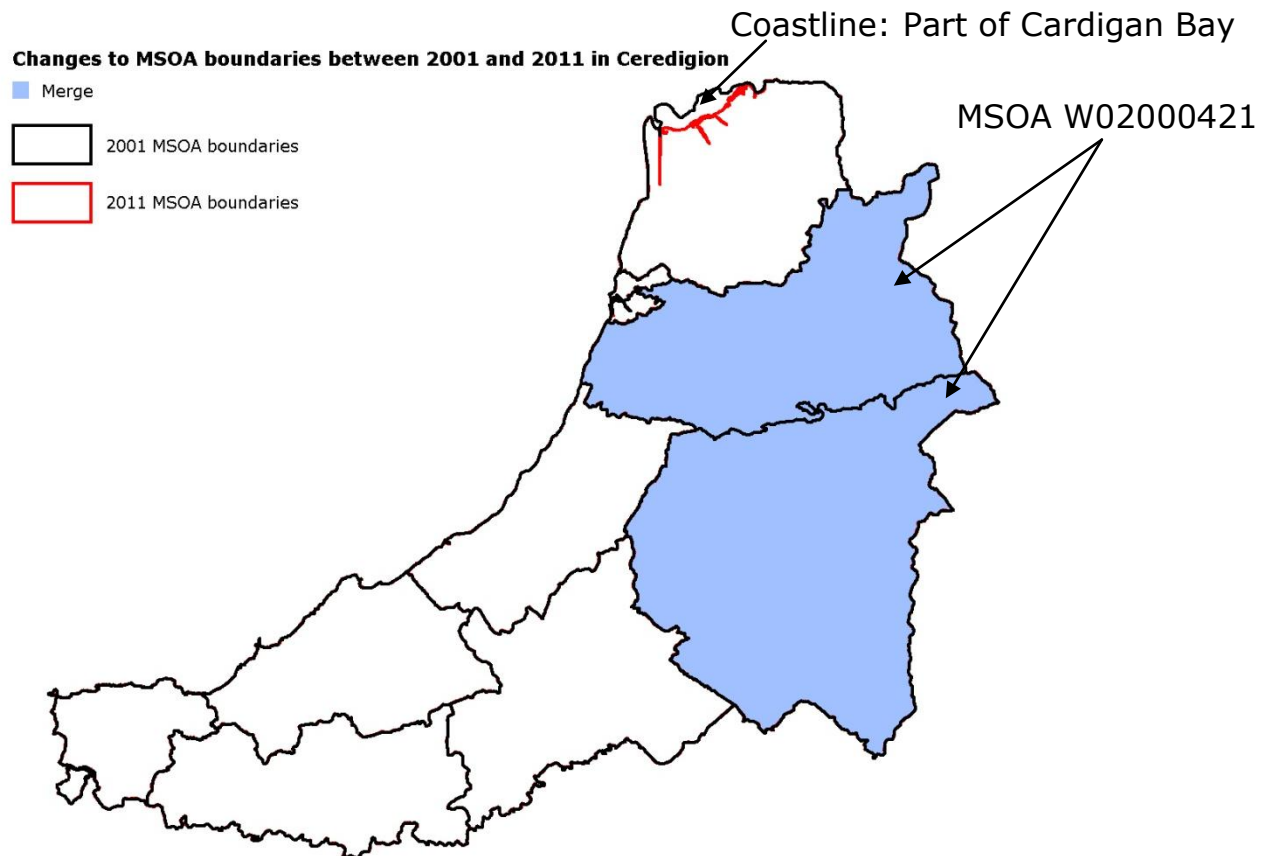 Coastline: Part of Cardigan Bay
Changes to MSOA boundaries between 2001 and 2011 in Ceredigion
Merge
MSOA W02000421
2001 MSOA boundaries
2011 MSOA boundaries